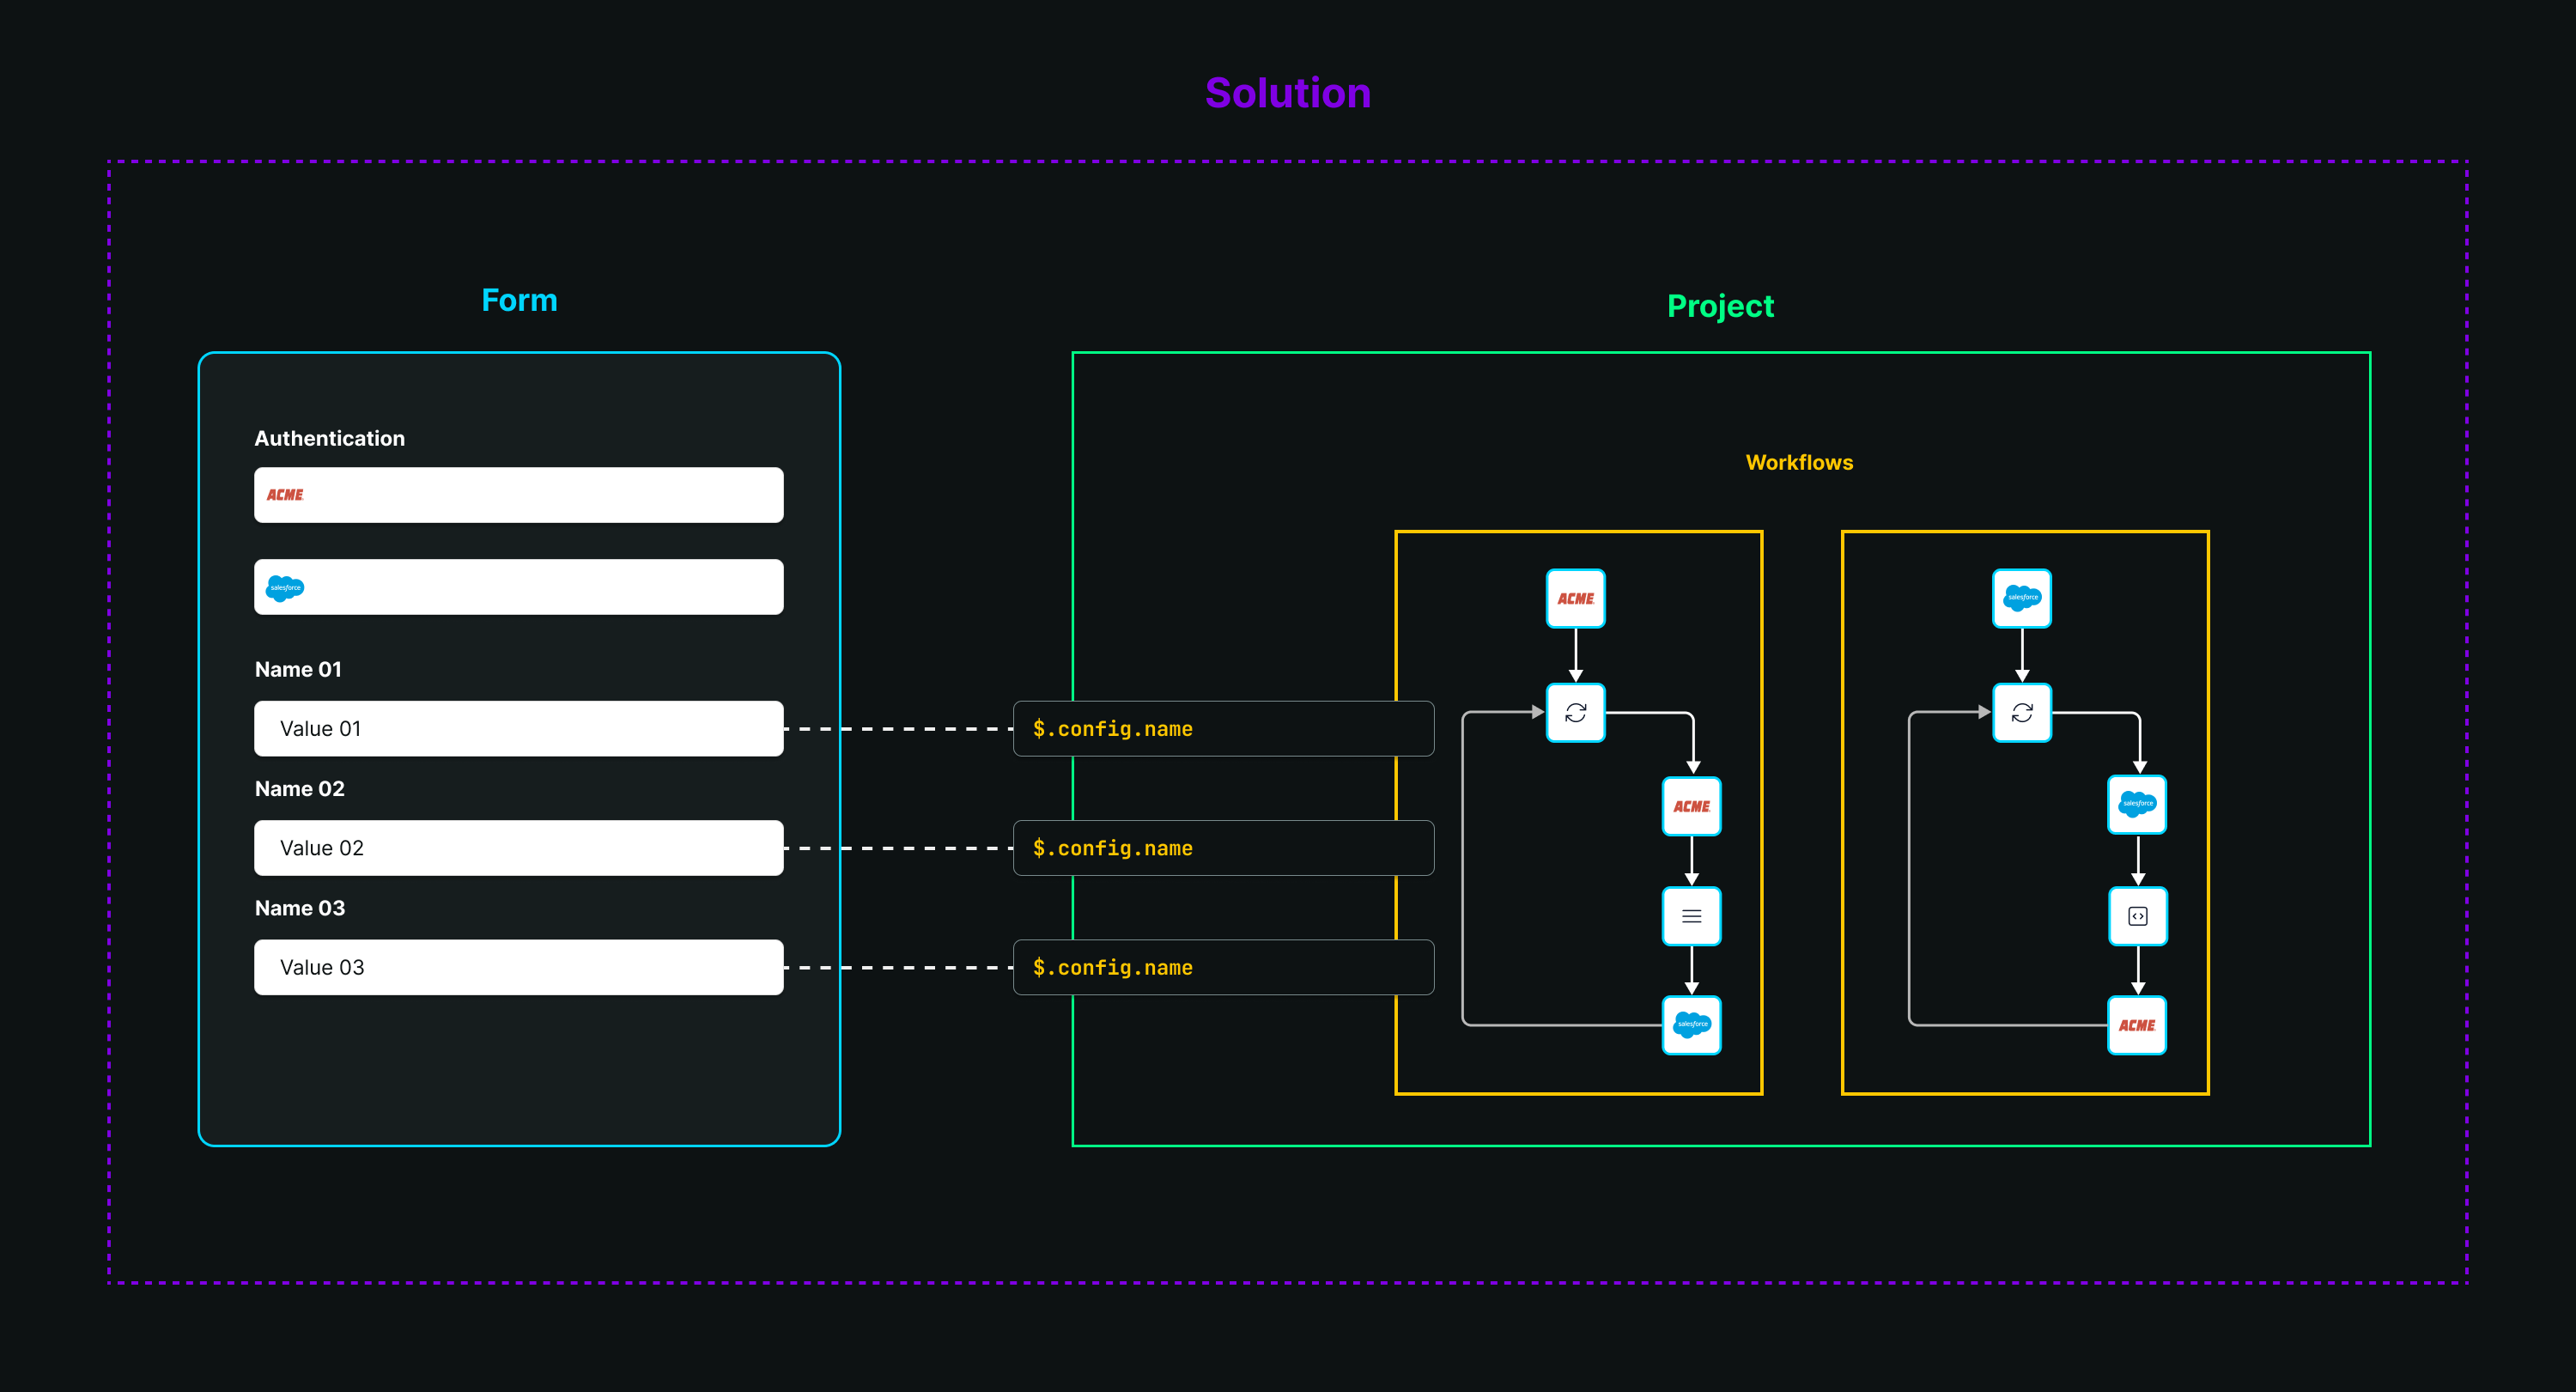 Solution
Form
Authentication
ACME
salesforce
Name 01
Value 01
Name 02
Value 02
Name 03
Value 03
$.config.name
$.config.name
$.config.name
Project
Workflows
ACME
ACME
salesforce
salesforce
salesforce
ACME